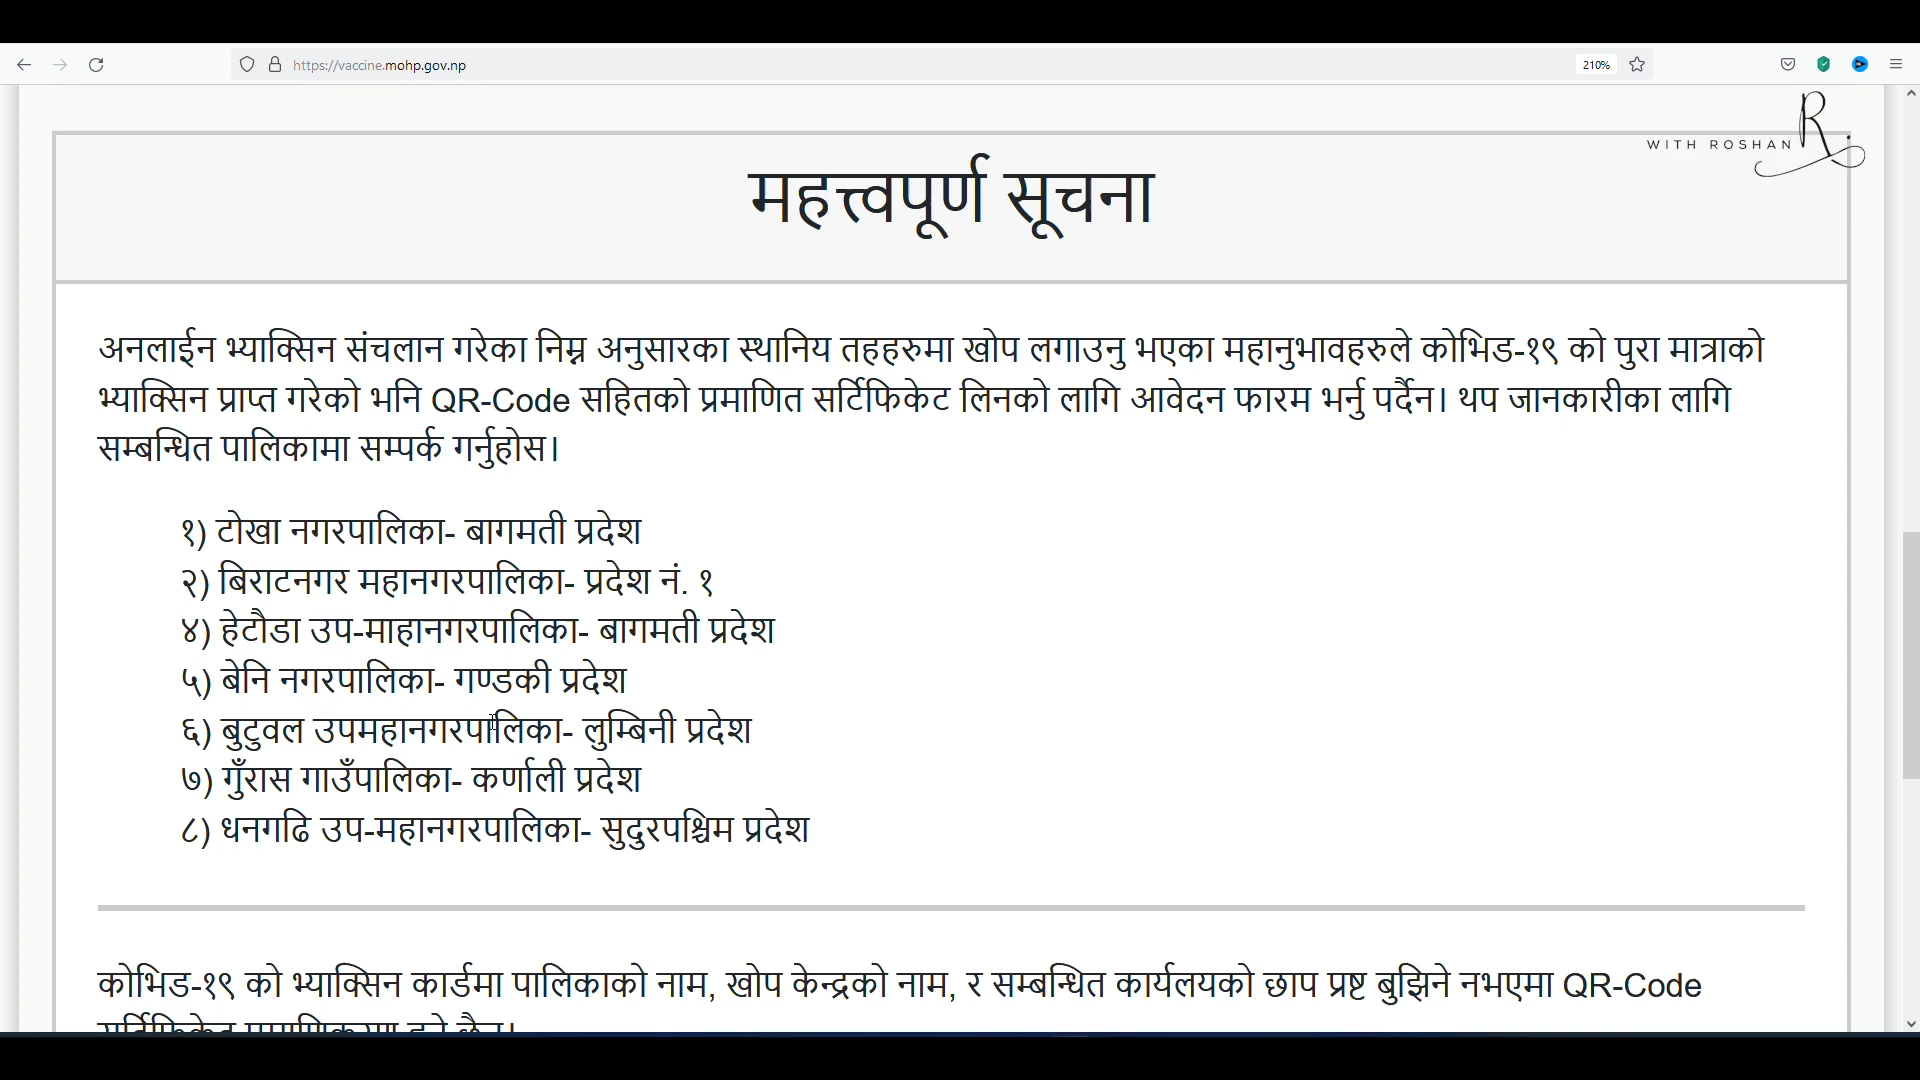 https://vaccine.mohp.gov.np
210%
WITH ROSHAN R.
महत्त्वपूर्ण सूचना
अनलाईन भ्याक्सिन संचलान गरेका निम्न अनुसारका स्थानिय तहहरुमा खोप लगाउनु भएका महानुभावहरुले कोभिड-१९ को पुरा मात्राको
भ्याक्सिन प्राप्त गरेको भनि QR-Code सहितको प्रमाणित सर्टिफिकेट लिनको लागि आवेदन फारम भर्नु पर्दैन। थप जानकारीका लागि
सम्बन्धित पालिकामा सम्पर्क गर्नुहोस।
१) टोखा नगरपालिका- बागमती प्रदेश
२) बिराटनगर महानगरपालिका- प्रदेश नं. १
४) हेटौडा उप-माहानगरपालिका- बागमती प्रदेश
५) बेनि नगरपालिका- गण्डकी प्रदेश
६) बुटुवल उपमहानगरपालिका- लुम्बिनी प्रदेश
७) गुँरास गाउँपालिका- कर्णाली प्रदेश
८) धनगढि उप-महानगरपालिका- सुदुरपश्चिम प्रदेश
कोभिड-१९ को भ्याक्सिन कार्डमा पालिकाको नाम, खोप केन्द्रको नाम, र सम्बन्धित कार्यलयको छाप प्रष्ट बुझिने नभएमा QR-Code